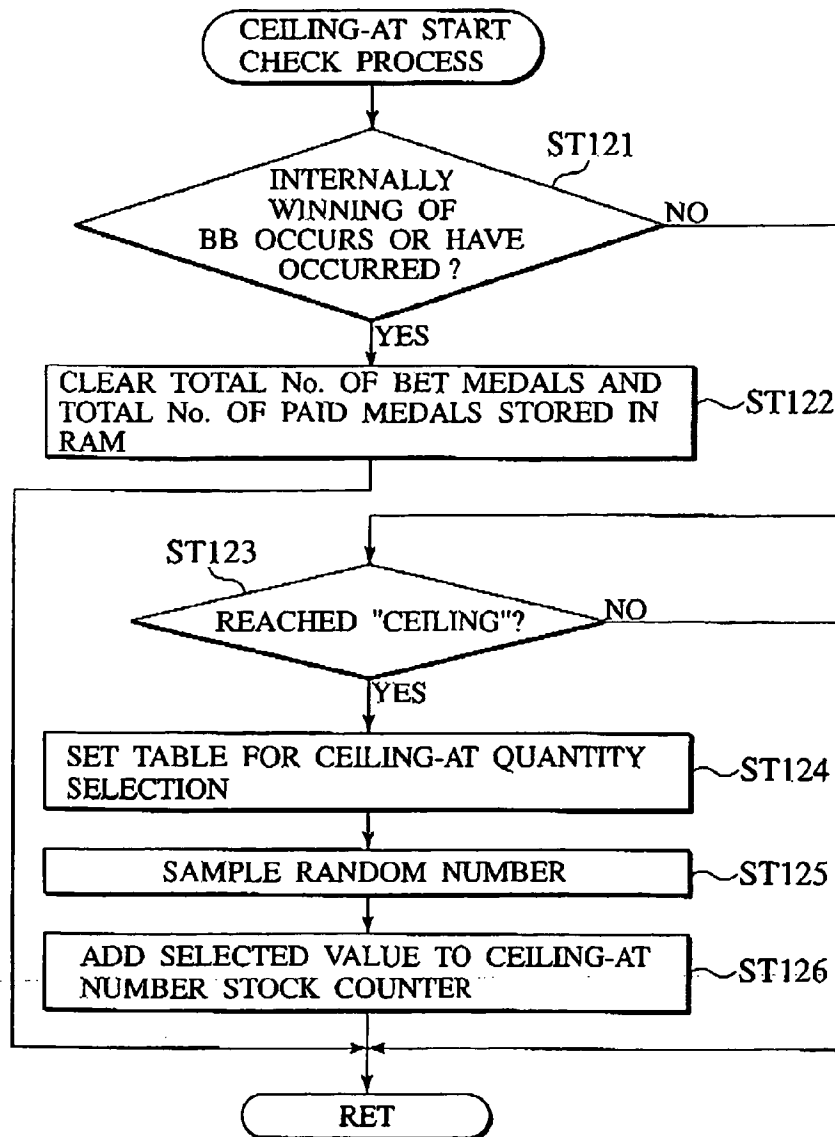 CEILING-AT START
CHECK PROCESS
ST121
INTERNALLY
WINNING OF
BB OCCURS OR HAVE
OCCURRED ?
NO
YES
CLEAR TOTAL No. OF BET MEDALS AND
TOTAL No. OF PAID MEDALS STORED IN
RAM
ST122
ST123
REACHED "CEILING"?
NO
YES
SET TABLE FOR CEILING-AT QUANTITY
SELECTION
ST124
SAMPLE RANDOM NUMBER
ST125
ADD SELECTED VALUE TO CEILING-AT
NUMBER STOCK COUNTER
ST126
RET